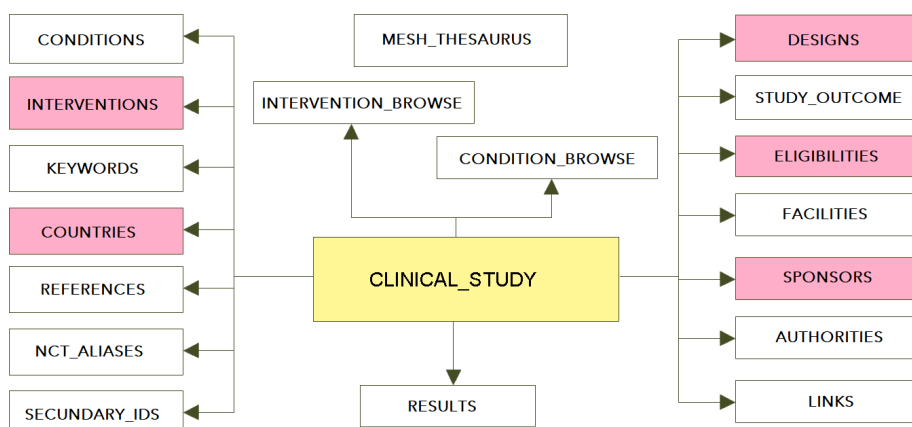 CONDITIONS
MESH_THESAURUS
DESIGNS
INTERVENTIONS
INTERVENTION_BROWSE
STUDY_OUTCOME
KEYWORDS
CONDITION_BROWSE
ELIGIBILITIES
COUNTRIES
FACILITIES
REFERENCES
CLINICAL_STUDY
SPONSORS
NCT_ALIASES
AUTHORITIES
SECUNDARY_IDS
RESULTS
LINKS